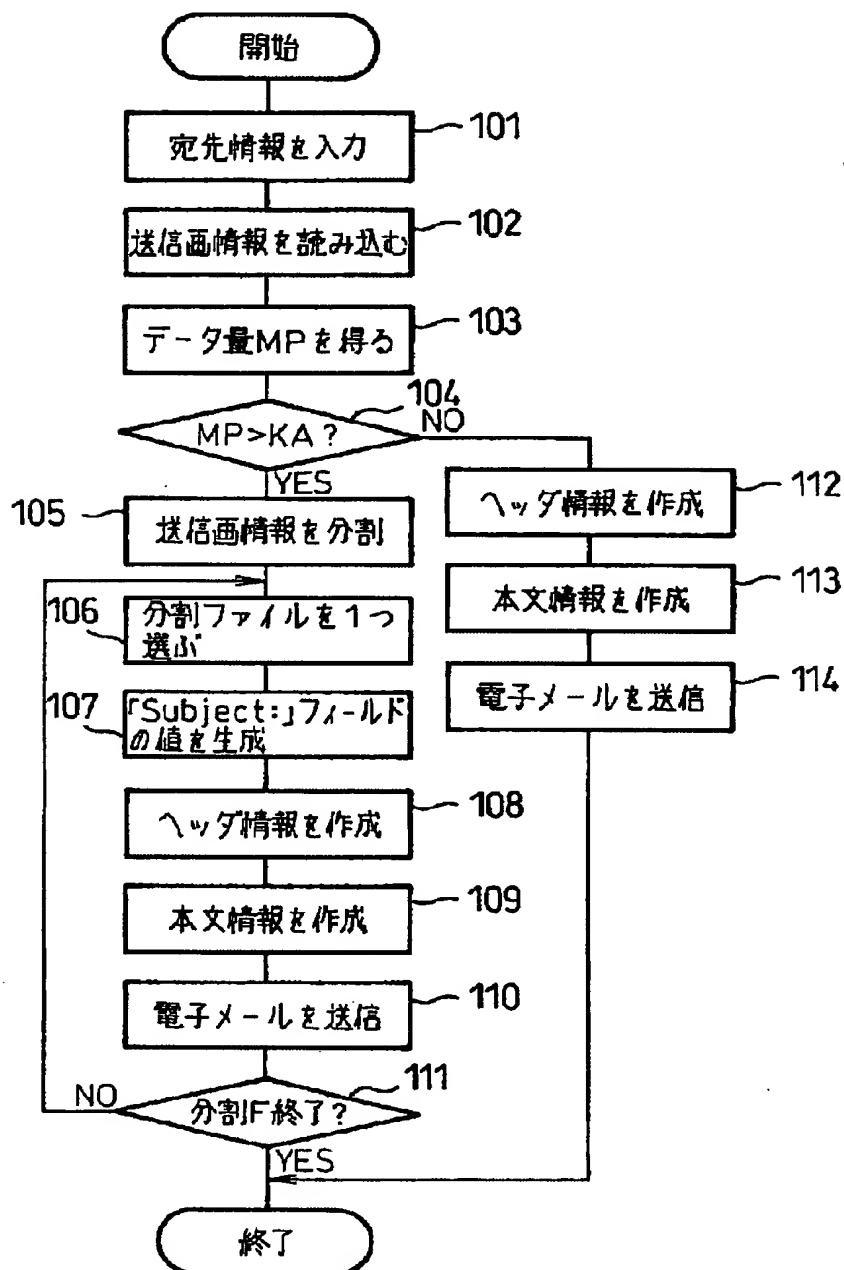 開始
宛先情報を入力
101
送信画情報を読み込む
102
データ量MPを得る
103
104
MP>KA?
NO
YES
105
送信画情報を分割
ヘッダ情報を作成
112
106
分割ファイルを1つ
選ぶ
本文情報を作成
113
107
「Subject:」フィールド
の値を生成
電子メールを送信
114
ヘッダ情報を作成
108
本文情報を作成
109
電子メールを送信
110
111
NO
分割F終了?
YES
終了